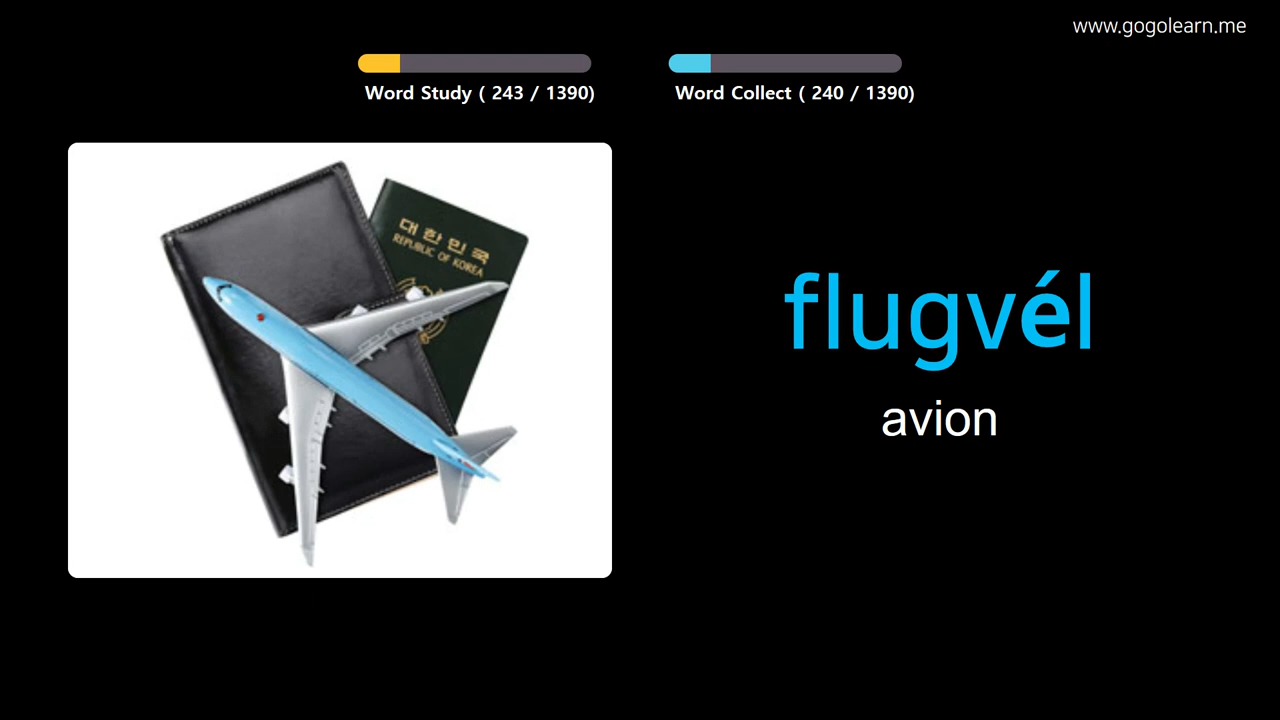 www.gogolearn.me
Word Study ( 243 / 1390)
Word Collect ( 240 / 1390)
대한민국
REPUBLIC OF KOREA
flugvél
avion